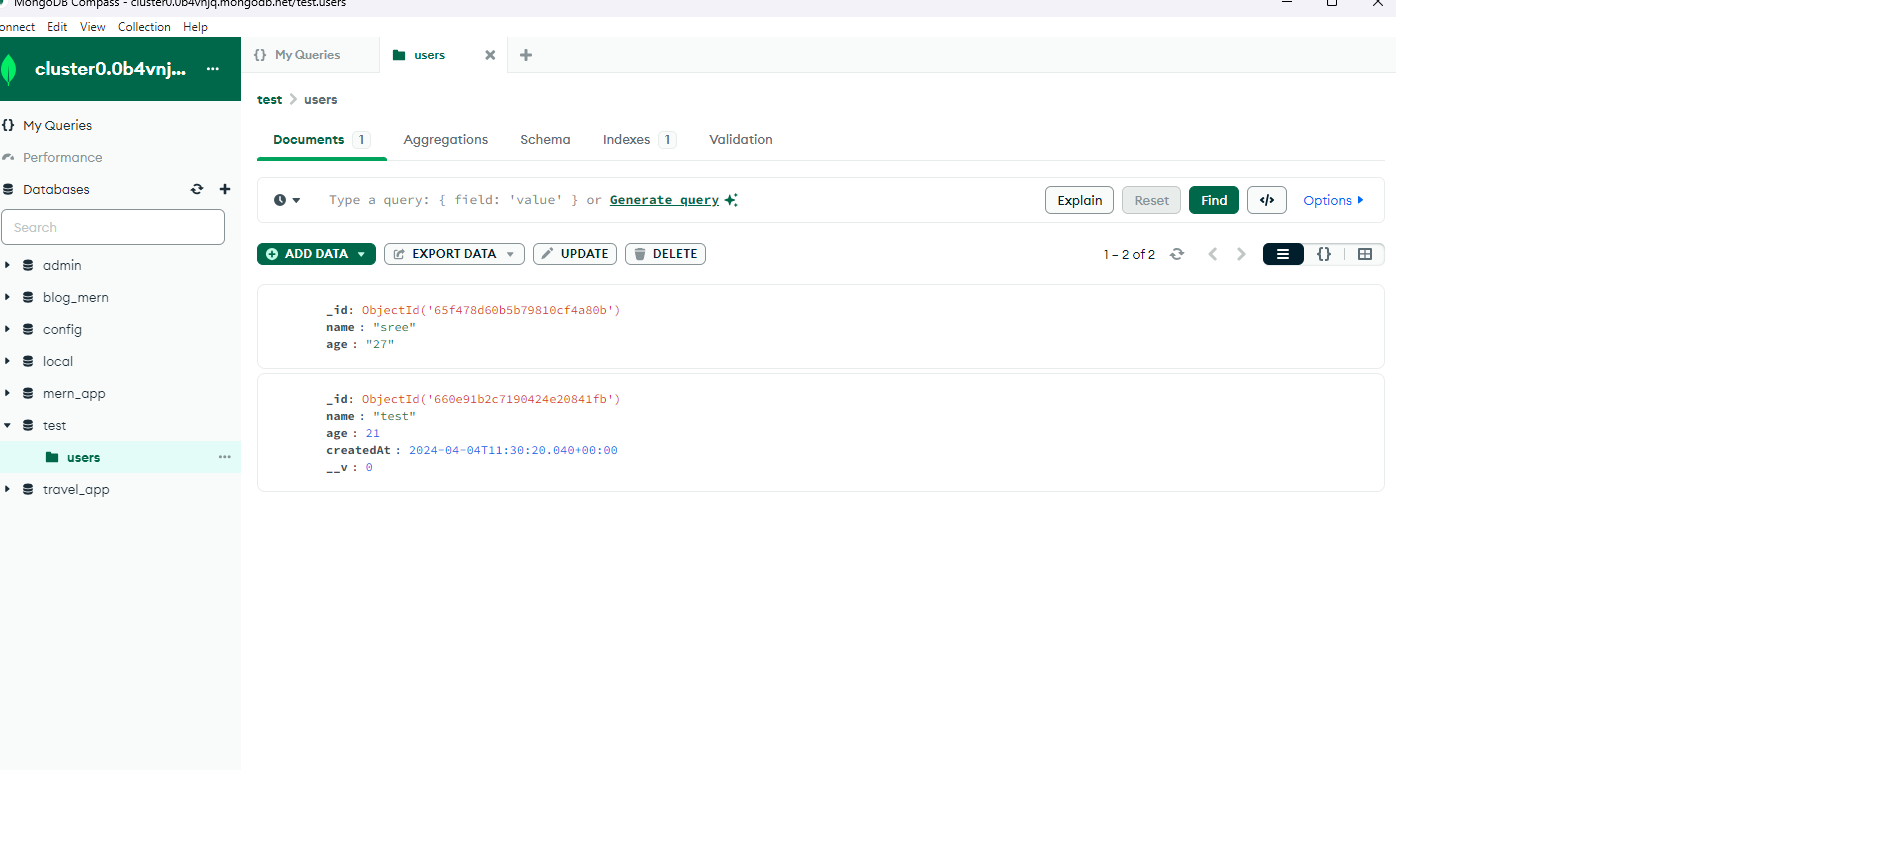 MongoDB Compass - cluster0.0b4vnjq.mongodb.net/test.users
onnect Edit View Collection Help
cluster0.0b4vnj... ...
{} My Queries
users
test > users
My Queries
Performance
Databases
Search
admin
blog_mern
config
local
mern_app
test
users ...
travel_app
Documents 1 Aggregations Schema Indexes 1 Validation
Type a query: { field: 'value' } or Generate query
Explain Reset Find </> Options
ADD DATA EXPORT DATA UPDATE DELETE
1 – 2 of 2 {}
_id: ObjectId('65f478d60b5b79810cf4a80b')
name : "sree"
age : "27"
_id: ObjectId('660e91b2c7190424e20841fb')
name : "test"
age : 21
createdAt : 2024-04-04T11:30:20.040+00:00
__v : 0